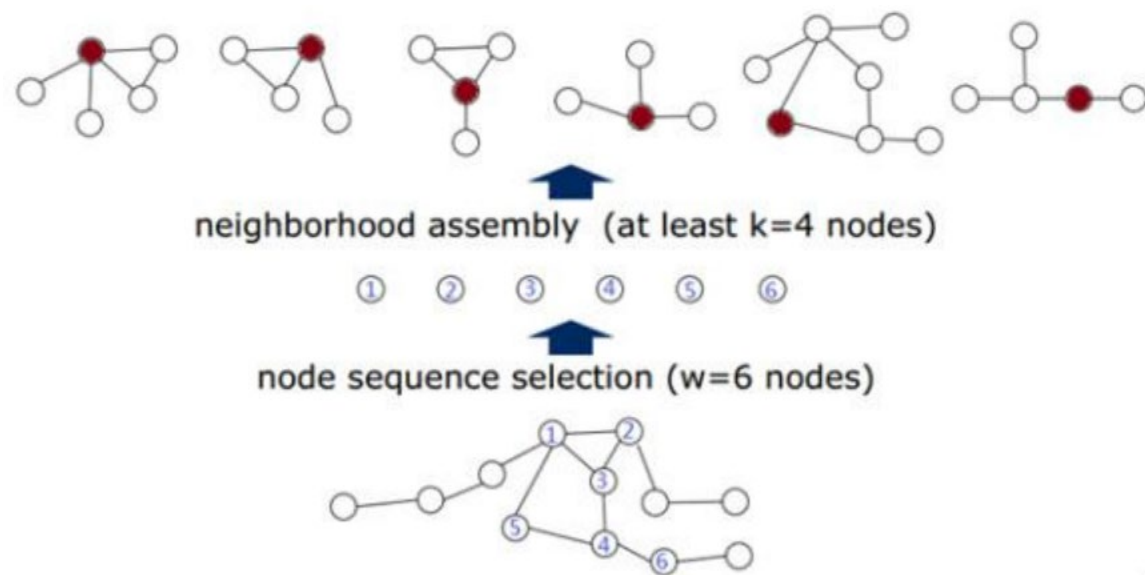 neighborhood assembly (at least k=4 nodes)
1 2 3 4 5 6
node sequence selection (w=6 nodes)
1 2
3
5 4
6